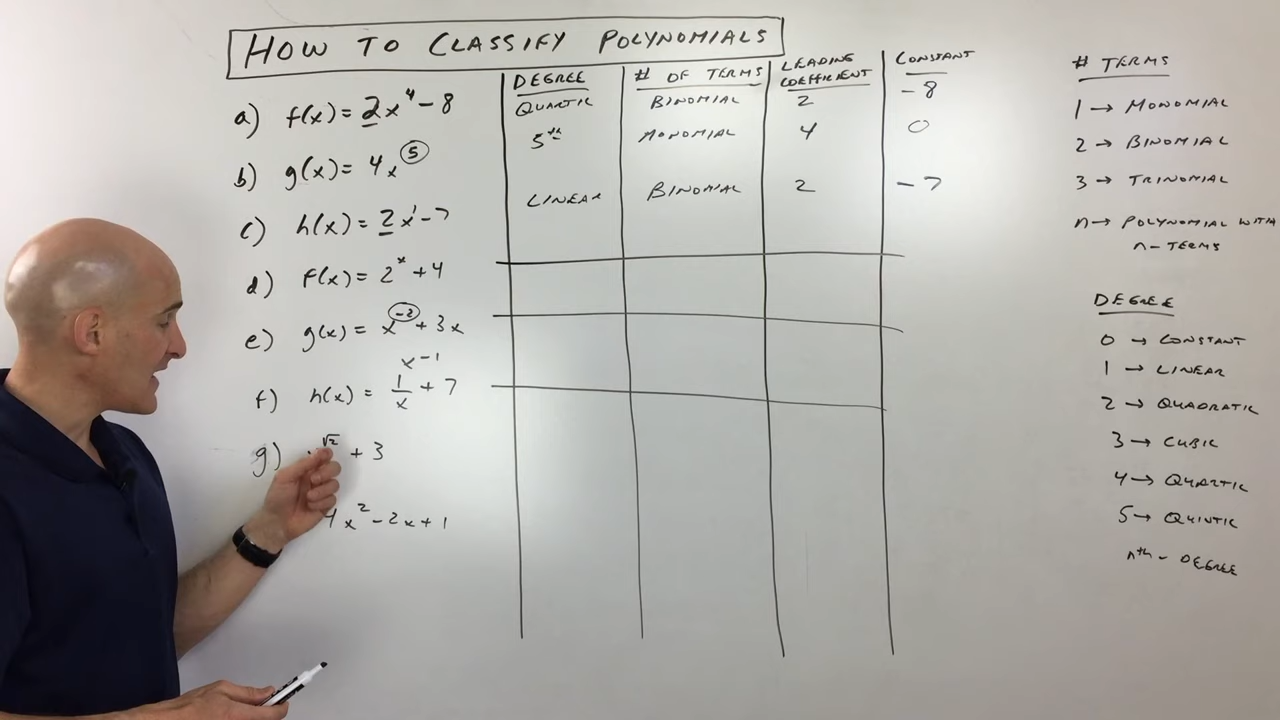 HOW TO CLASSIFY POLYNOMIALS
DEGREE # OF TERMS LEADING COEFFICIENT CONSTANT
a) f(x) = 2x⁴ - 8 QUARTIC BINOMIAL 2 -8
b) g(x) = 4x⁵ 5th MONOMIAL 4 0
c) h(x) = 2x¹ - 7 LINEAR BINOMIAL 2 -7
d) f(x) = 2ˣ + 4
e) g(x) = x⁻² + 3x
x⁻¹
f) h(x) = 1/x + 7
g) √2 + 3
4x² - 2x + 1
# TERMS
1 → MONOMIAL
2 → BINOMIAL
3 → TRINOMIAL
n → POLYNOMIAL WITH
n-TERMS
DEGREE
0 → CONSTANT
1 → LINEAR
2 → QUADRATIC
3 → CUBIC
4 → QUARTIC
5 → QUINTIC
nth - DEGREE